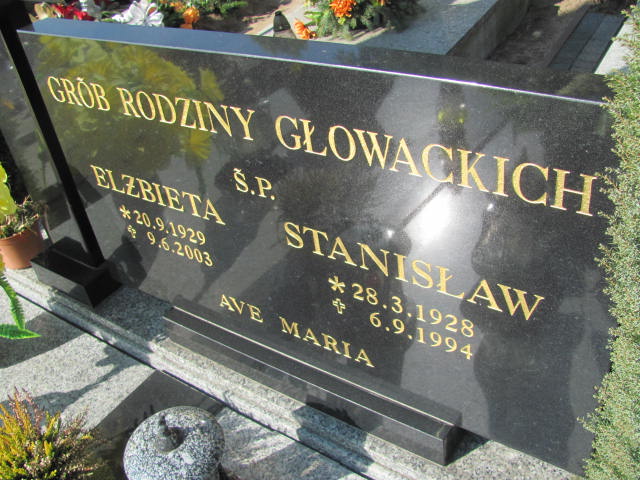 GRÓB RODZINY GŁOWACKICH
Ś.P.
ELŻBIETA
* 20.9.1929
✝ 9.6.2003
STANISŁAW
* 28.3.1928
✝ 6.9.1994
AVE MARIA